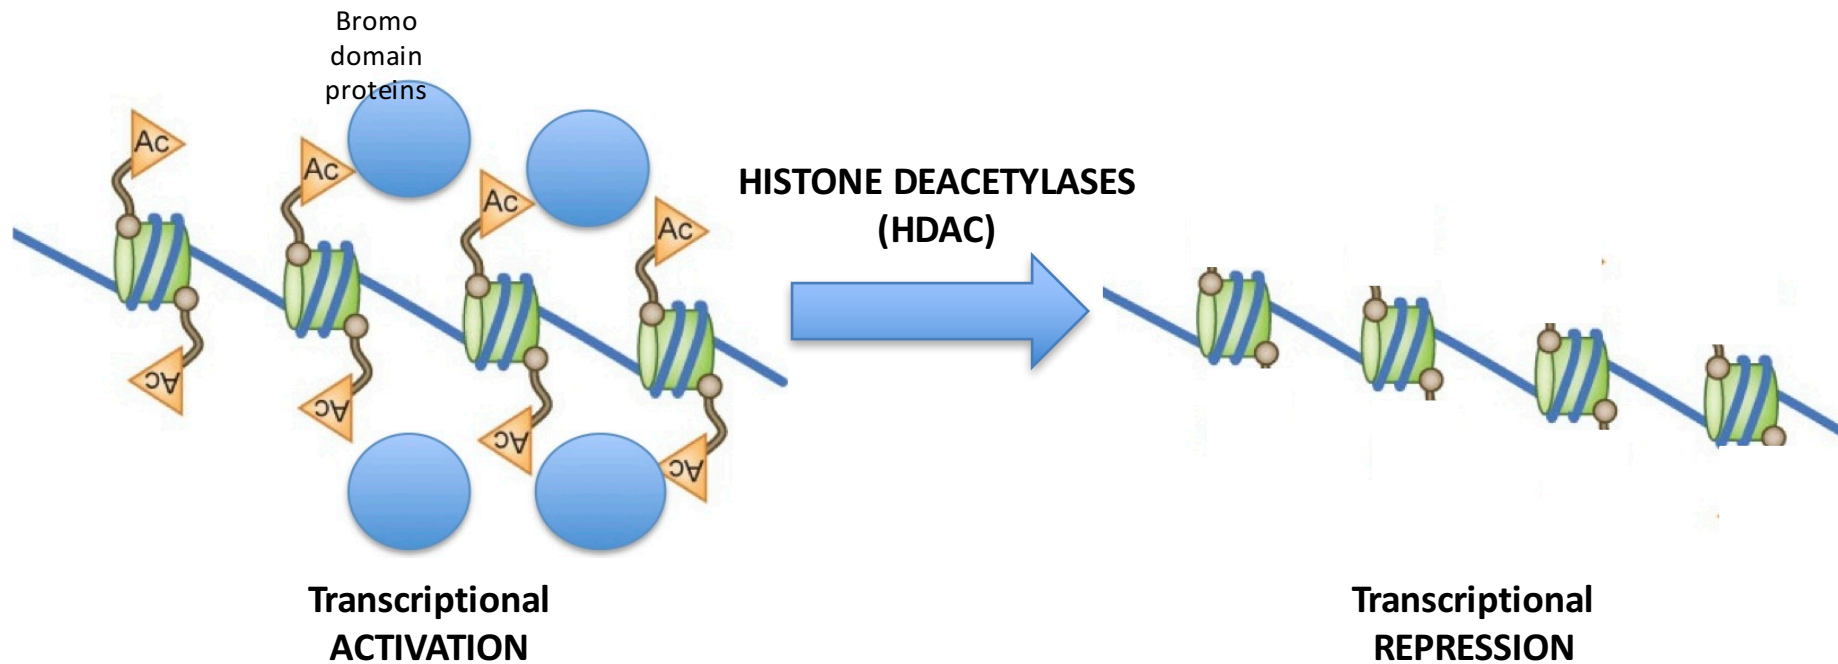 Bromo
domain
proteins
Ac
Ac
Ac
Ac
Ac
Ac
Ac
Ac
HISTONE DEACETYLASES
(HDAC)
Transcriptional
ACTIVATION
Transcriptional
REPRESSION